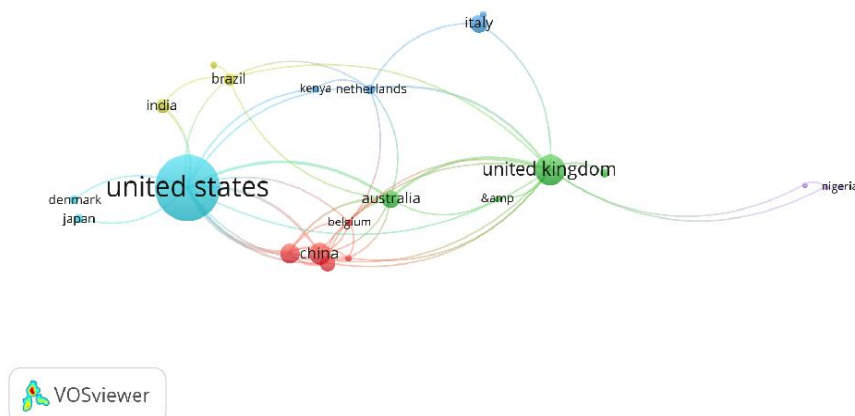 italy
brazil
kenya
netherlands
india
united kingdom
united states
nigeria
denmark
australia
&amp
japan
belgium
china
VOSviewer